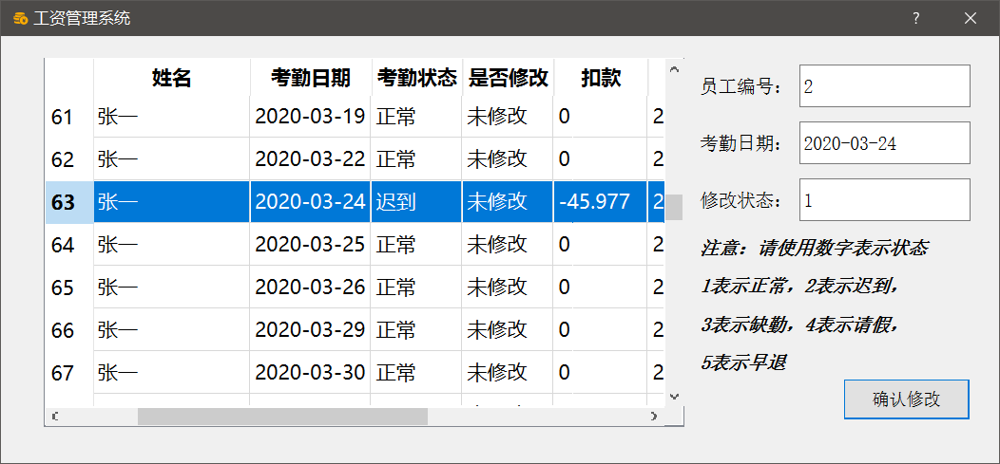 工资管理系统 ?
姓名 考勤日期 考勤状态 是否修改 扣款
61 张一 2020-03-19 正常 未修改 0 2
62 张一 2020-03-22 正常 未修改 0 2
63 张一 2020-03-24 迟到 未修改 -45.977 2
64 张一 2020-03-25 正常 未修改 0 2
65 张一 2020-03-26 正常 未修改 0 2
66 张一 2020-03-29 正常 未修改 0 2
67 张一 2020-03-30 正常 未修改 0 2
员工编号： 2
考勤日期： 2020-03-24
修改状态： 1
注意：请使用数字表示状态
1表示正常，2表示迟到，
3表示缺勤，4表示请假，
5表示早退
确认修改